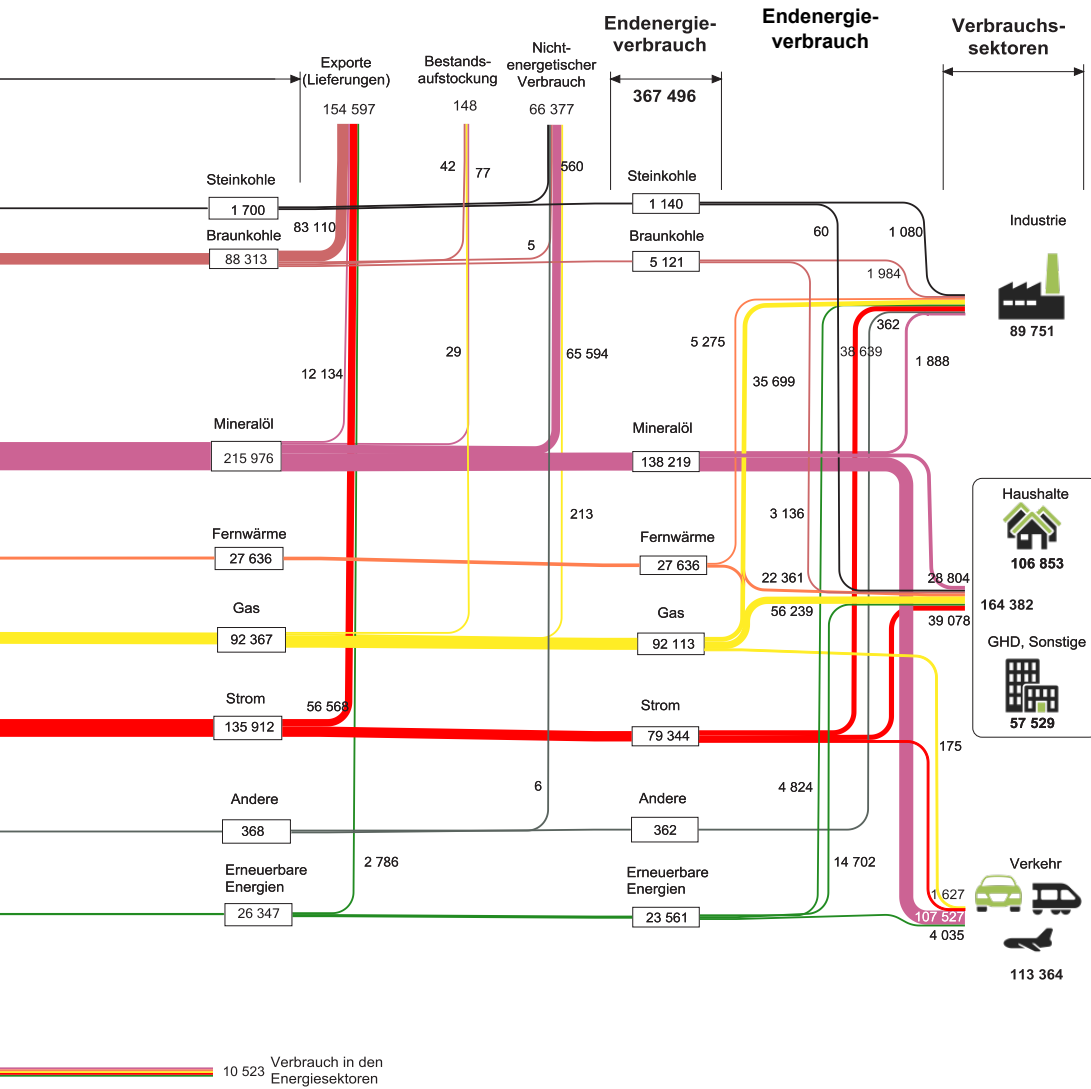 Endenergie-
verbrauch
367 496
Endenergie-
verbrauch
Verbrauchs-
sektoren
Exporte
(Lieferungen)
154 597
Bestands-
aufstockung
148
Nicht-
energetischer
Verbrauch
66 377
42
77
560
Steinkohle
1 700
83 110
Steinkohle
1 140
60
1 080
Industrie
89 751
Braunkohle
88 313
5
Braunkohle
5 121
1 984
362
5 275
38 639
1 888
35 699
12 134
29
65 594
Mineralöl
215 976
Mineralöl
138 219
3 136
213
Haushalte
106 853
Fernwärme
27 636
Fernwärme
27 636
22 361
28 804
164 382
56 239
39 078
Gas
92 367
Gas
92 113
GHD, Sonstige
57 529
Strom
135 912
56 568
Strom
79 344
175
4 824
6
Andere
368
Andere
362
2 786
14 702
Erneuerbare
Energien
26 347
Erneuerbare
Energien
23 561
Verkehr
1 627
107 527
4 035
113 364
10 523
Verbrauch in den
Energiesektoren